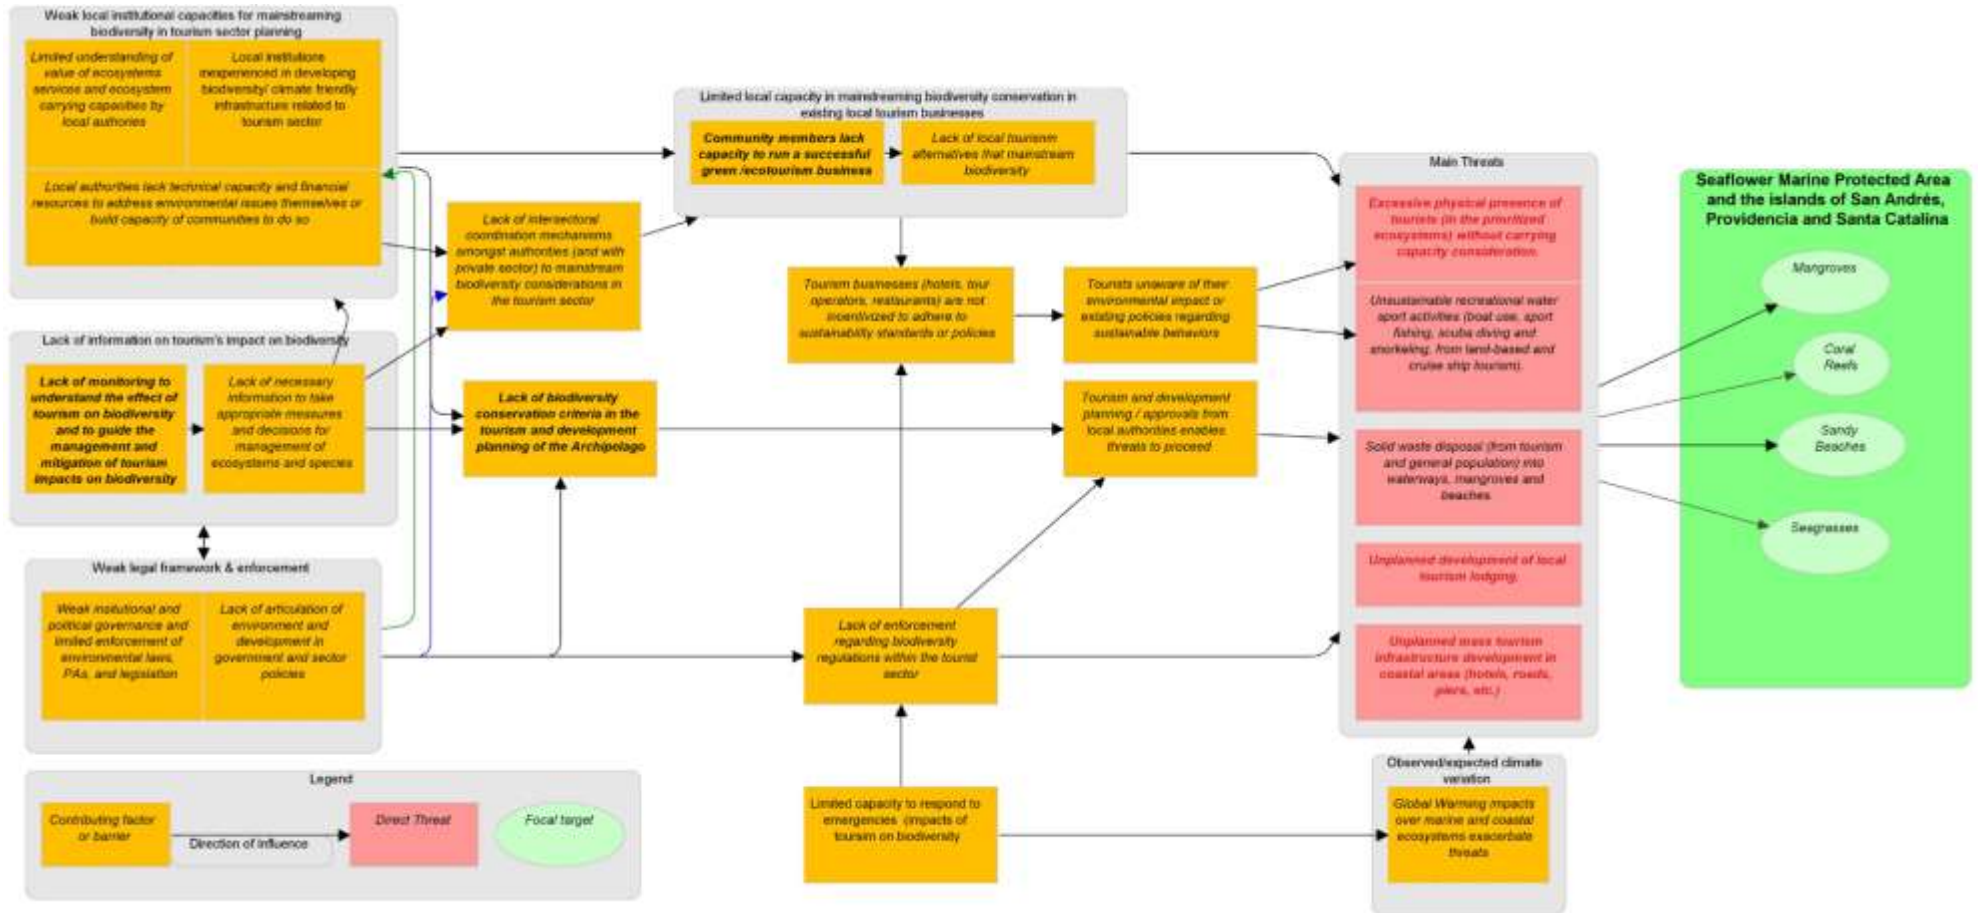 Weak local institutional capacities for mainstreaming
biodiversity in tourism sector planning
Limited understanding of
value of ecosystems
services and ecosystem
carrying capacities by
local authories
Local institutions
inexperienced in developing
biodiversity/ climate friendly
infrastructure related to
tourism sector
Local authorities lack technical capacity and financial
resources to address environmental issues themselves or
build capacity of communities to do so
Lack of information on tourism's impact on biodiversity
Lack of monitoring to
understand the effect of
tourism on biodiversity
and to guide the
management and
mitigation of tourism
impacts on biodiversity
Lack of necessary
information to take
appropriate measures
and decisions for
management of
ecosystems and species
Weak legal framework & enforcement
Weak insitutional and
political governance and
limited enforcement of
environmental laws,
PAs, and legislation
Lack of articulation of
environment and
development in
government and sector
policies
Lack of intersectoral
coordination mechanisms
amongst authorities (and with
private sector) to mainstream
biodiversity considerations in
the tourism sector
Lack of biodiversity
conservation criteria in the
tourism and development
planning of the Archipelago
Limited local capacity in mainstreaming biodiversity conservation in
existing local tourism businesses
Community members lack
capacity to run a successful
green /ecotourism business
Lack of local tourism
alternatives that mainstream
biodiversity
Tourism businesses (hotels, tour
operators, restaurants) are not
incentivized to adhere to
sustainability standards or policies
Tourists unaware of their
environmental impact or
existing policies regarding
sustainable behaviors
Tourism and development
planning / approvals from
local authorities enables
threats to proceed
Lack of enforcement
regarding biodiversity
regulations within the tourist
sector
Limited capacity to respond to
emergencies (impacts of
tourism on biodiversity
Main Threats
Excessive physical presence of
tourists (in the prioritized
ecosystems) without carrying
capacity consideration.
Unsustainable recreational water
sport activities (boat use, sport
fishing, scuba diving and
snorkeling, from land-based and
cruise ship tourism).
Solid waste disposal (from tourism
and general population) into
waterways, mangroves and
beaches
Unplanned development of local
tourism lodging.
Unplanned mass tourism
infrastructure development in
coastal areas (hotels, roads,
piers, etc.)
Observed/expected climate
variation
Global Warming impacts
over marine and coastal
ecosystems exacerbate
threats
Seaflower Marine Protected Area
and the islands of San Andrés,
Providencia and Santa Catalina
Mangroves
Coral
Reefs
Sandy
Beaches
Seagrasses
Legend
Contributing factor
or barrier
Direction of influence
Direct Threat
Focal target